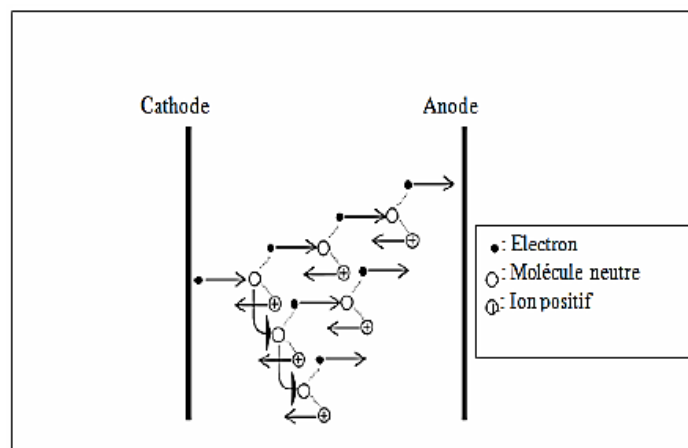 Cathode
Anode
: Electron
: Molécule neutre
: Ion positif